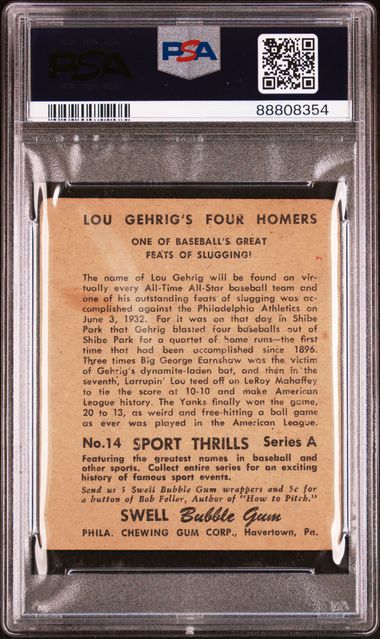 PSA
PSA
88808354
LOU GEHRIG'S FOUR HOMERS
ONE OF BASEBALL'S GREAT
FEATS OF SLUGGING!
The name of Lou Gehrig will be found on vir-
tually every All-Time All-Star baseball team and
one of his outstanding feats of slugging was ac-
complished against the Philadelphia Athletics on
June 3, 1932. For it was on that day in Shibe
Park that Gehrig blasted four baseballs out of
Shibe Park for a quartet of home runs—the first
time that had been accomplished since 1896.
Three times Big George Earnshaw was the victim
of Gehrig's dynamite-laden bat, and then in the
seventh, Larrupin' Lou teed off on LeRoy Mahaffey
to tie the score at 10-10 and make American
League history. The Yanks finally won the game,
20 to 13, as weird and free-hitting a ball game
as ever was played in the American League.
No.14 SPORT THRILLS Series A
Featuring the greatest names in baseball and
other sports. Collect entire series for an exciting
history of famous sport events.
Send us 5 Swell Bubble Gum wrappers and 5c for
a button of Bob Feller, Author of "How to Pitch."
SWELL Bubble Gum
PHILA. CHEWING GUM CORP., Havertown, Pa.